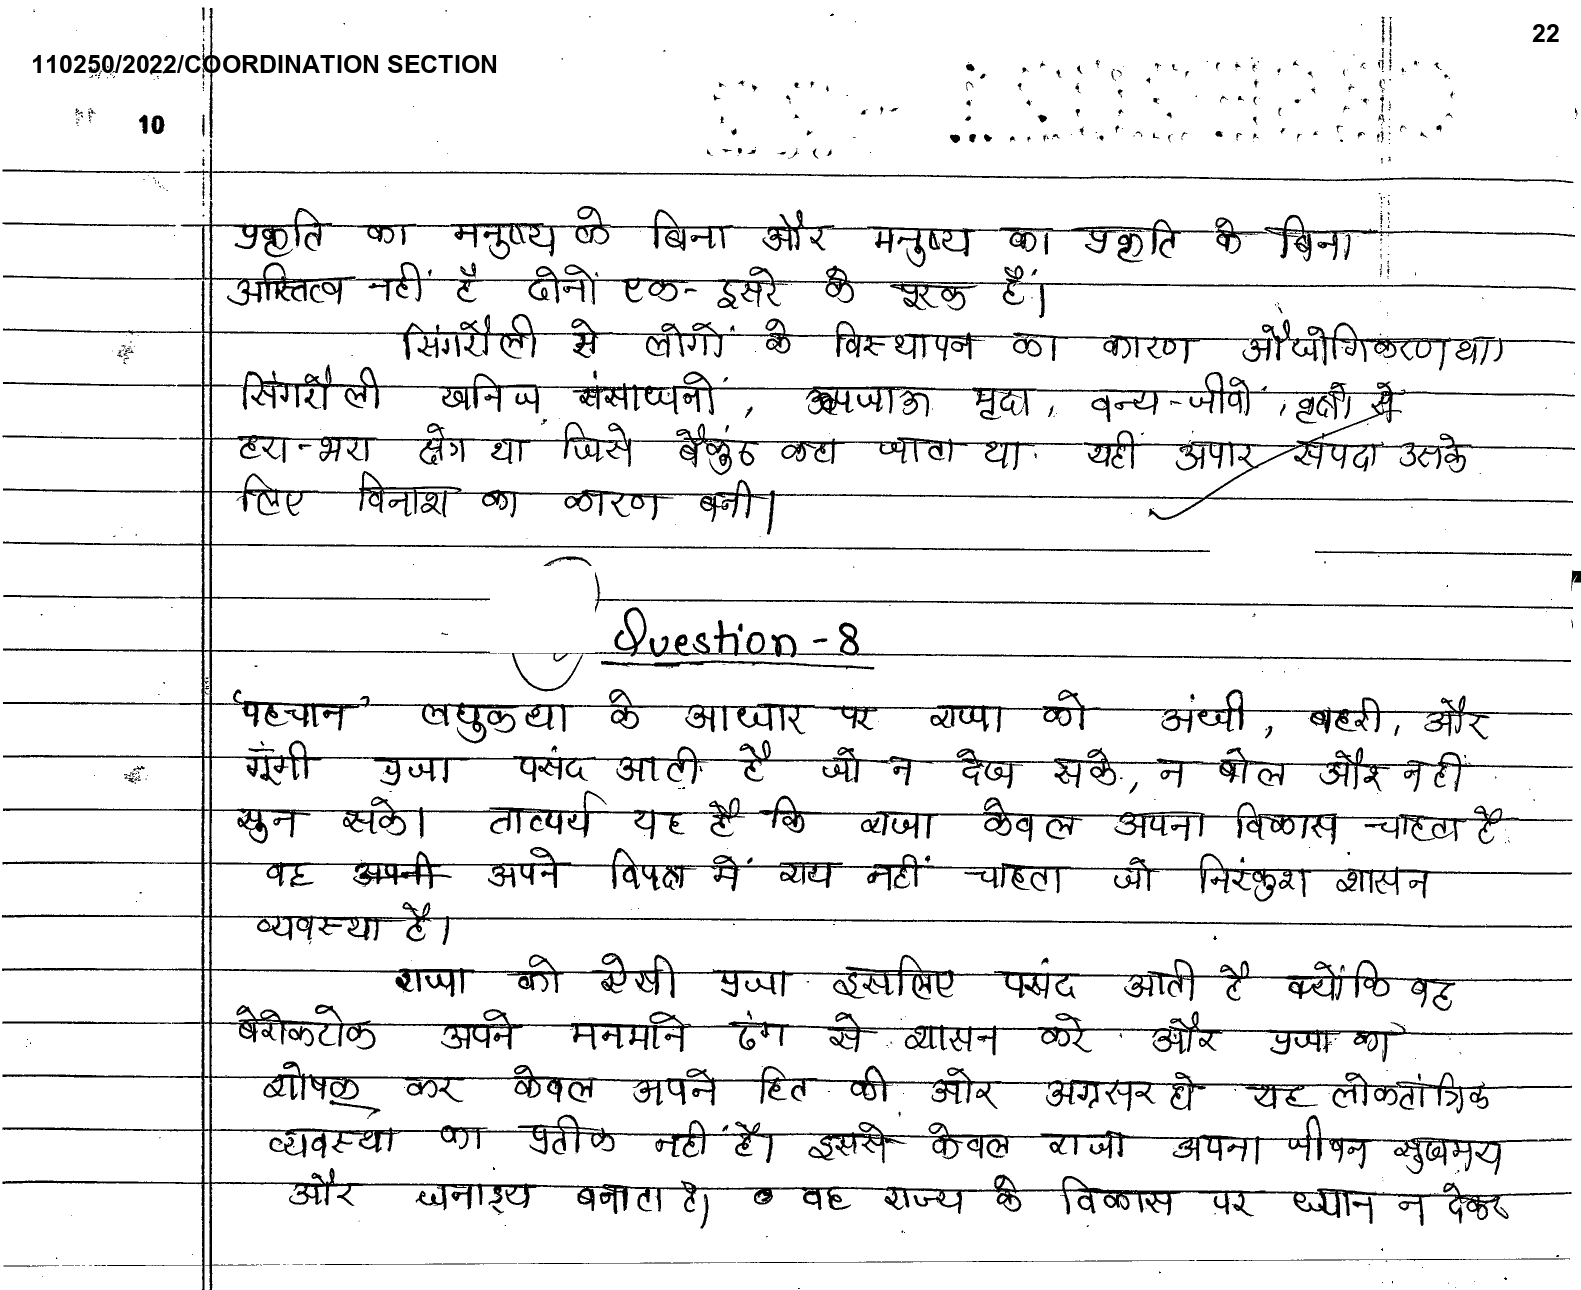 22
110250/2022/COORDINATION SECTION
10
प्रकृति का मनुष्य के बिना और मनुष्य का प्रकृति के बिना
अस्तित्व नहीं है दोनों एक-दूसरे के पूरक हैं।
सिंगरौली से लोगों के विस्थापन का कारण औद्योगिकरण था।
सिंगरौली खनिज संसाधनों, उपजाऊ मृदा, वन्य-जीवों, वृक्षों से
हरा-भरा क्षेत्र था जिसे बैकुंठ कहा जाता था. यही अपार संपदा उसके
लिए विनाश का कारण बनी।
Question-8
'पहचान' लघुकथा के आधार पर राजा को अंधी, बहरी, और
गूंगी प्रजा पसंद आती है जो न देख सके, न बोल और नही
सुन सके। तात्पर्य यह है कि राजा केवल अपना विकास चाहता है
वह अपनी अपने विपक्ष में राय नहीं चाहता जो निरंकुश शासन
व्यवस्था है।
राजा को ऐसी प्रजा इसलिए पसंद आती है क्योंकि वह
बेरोकटोक अपने मनमाने ढंग से शासन करे और प्रजा का
शोषक कर केवल अपने हित की ओर अग्रसर हो यह लोकतांत्रिक
व्यवस्था का प्रतीक नहीं है। इससे केवल राजा अपना जीवन सुखमय
और धनाढ्य बनाता है। वह राज्य के विकास पर ध्यान न देकर